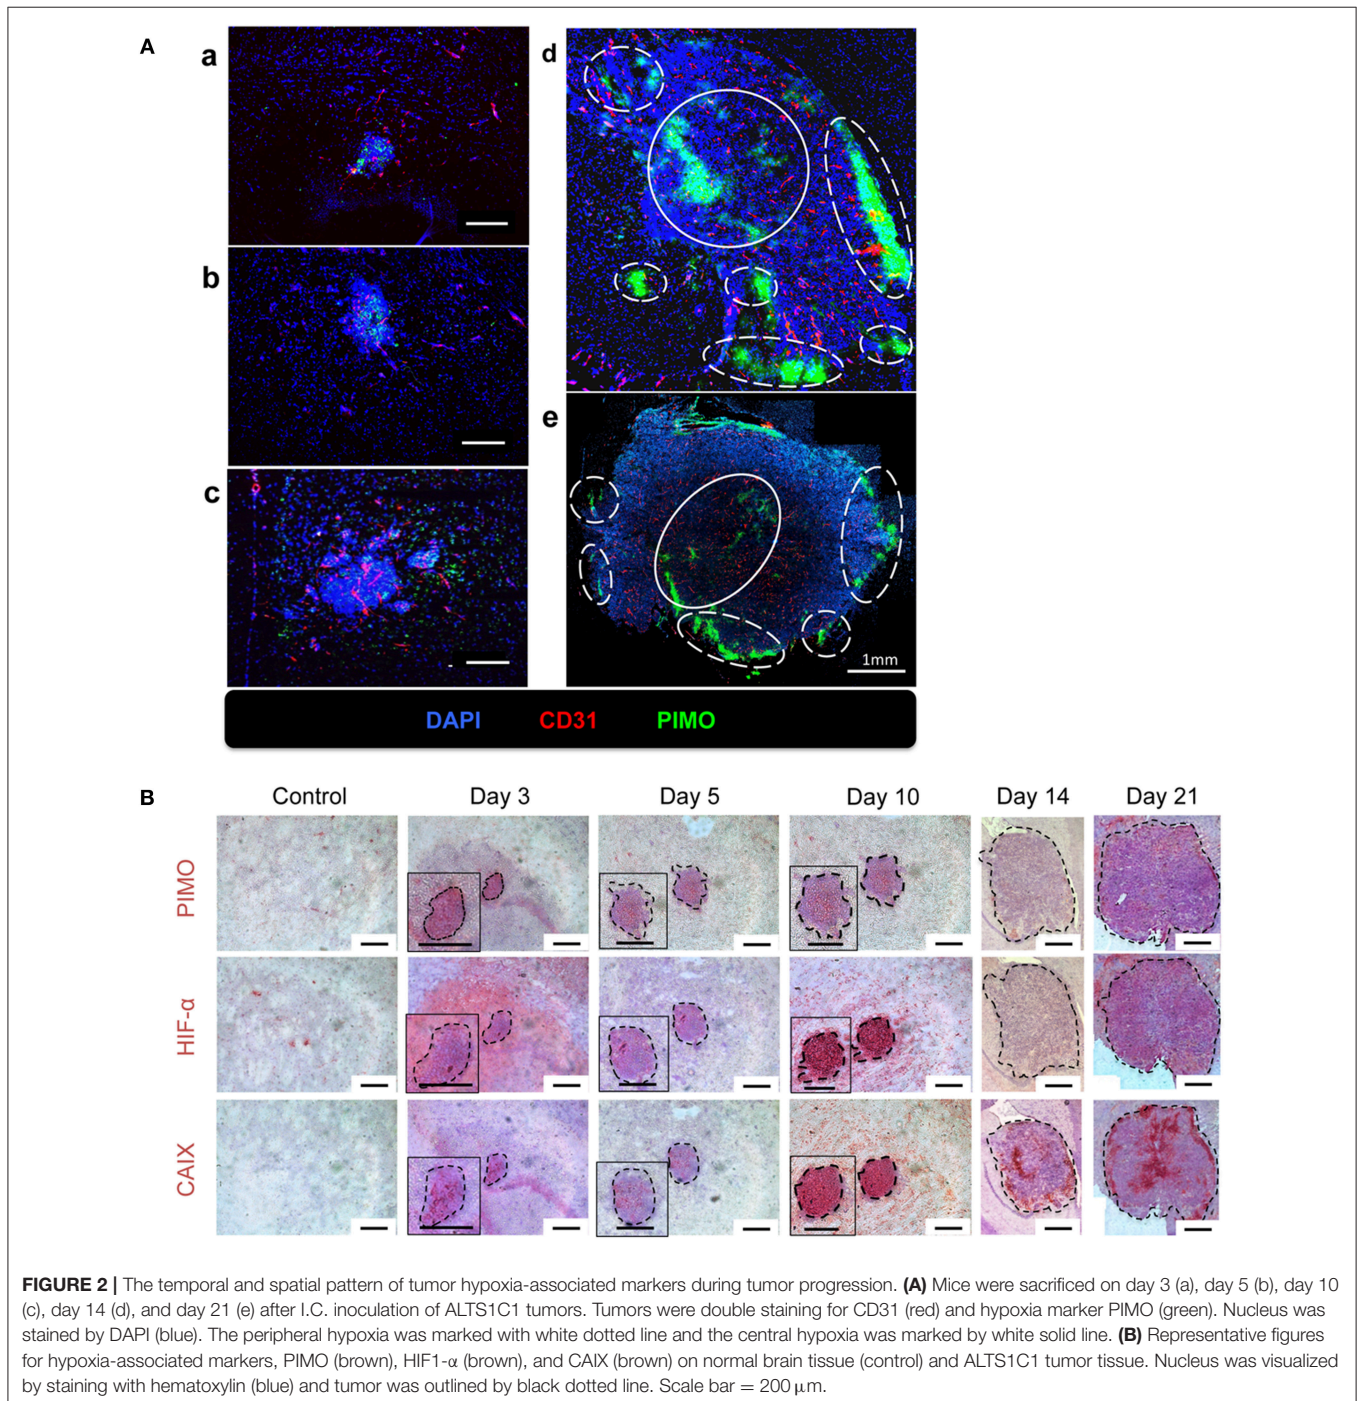 A
a
b
c
d
e
1mm
DAPI CD31 PIMO
B
Control Day 3 Day 5 Day 10 Day 14 Day 21
PIMO
HIF-α
CAIX
FIGURE 2 | The temporal and spatial pattern of tumor hypoxia-associated markers during tumor progression. (A) Mice were sacrificed on day 3 (a), day 5 (b), day 10
(c), day 14 (d), and day 21 (e) after I.C. inoculation of ALTS1C1 tumors. Tumors were double staining for CD31 (red) and hypoxia marker PIMO (green). Nucleus was
stained by DAPI (blue). The peripheral hypoxia was marked with white dotted line and the central hypoxia was marked by white solid line. (B) Representative figures
for hypoxia-associated markers, PIMO (brown), HIF1-α (brown), and CAIX (brown) on normal brain tissue (control) and ALTS1C1 tumor tissue. Nucleus was visualized
by staining with hematoxylin (blue) and tumor was outlined by black dotted line. Scale bar = 200 μm.